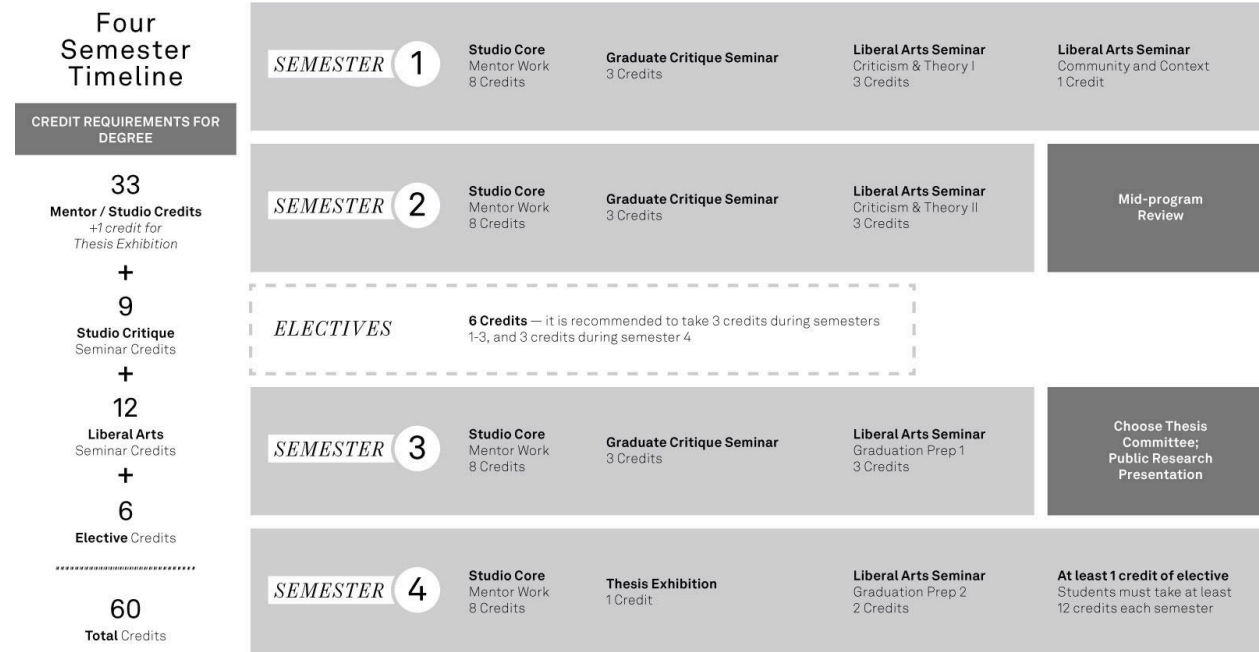 Four
Semester
Timeline
CREDIT REQUIREMENTS FOR
DEGREE
33
Mentor / Studio Credits
+1 credit for
Thesis Exhibition
+
9
Studio Critique
Seminar Credits
+
12
Liberal Arts
Seminar Credits
+
6
Elective Credits
60
Total Credits
SEMESTER 1
Studio Core
Mentor Work
8 Credits
Graduate Critique Seminar
3 Credits
Liberal Arts Seminar
Criticism & Theory I
3 Credits
Liberal Arts Seminar
Community and Context
1 Credit
SEMESTER 2
Studio Core
Mentor Work
8 Credits
Graduate Critique Seminar
3 Credits
Liberal Arts Seminar
Criticism & Theory II
3 Credits
Mid-program
Review
ELECTIVES
6 Credits — it is recommended to take 3 credits during semesters
1-3, and 3 credits during semester 4
SEMESTER 3
Studio Core
Mentor Work
8 Credits
Graduate Critique Seminar
3 Credits
Liberal Arts Seminar
Graduation Prep 1
3 Credits
Choose Thesis
Committee;
Public Research
Presentation
SEMESTER 4
Studio Core
Mentor Work
8 Credits
Thesis Exhibition
1 Credit
Liberal Arts Seminar
Graduation Prep 2
2 Credits
At least 1 credit of elective
Students must take at least
12 credits each semester